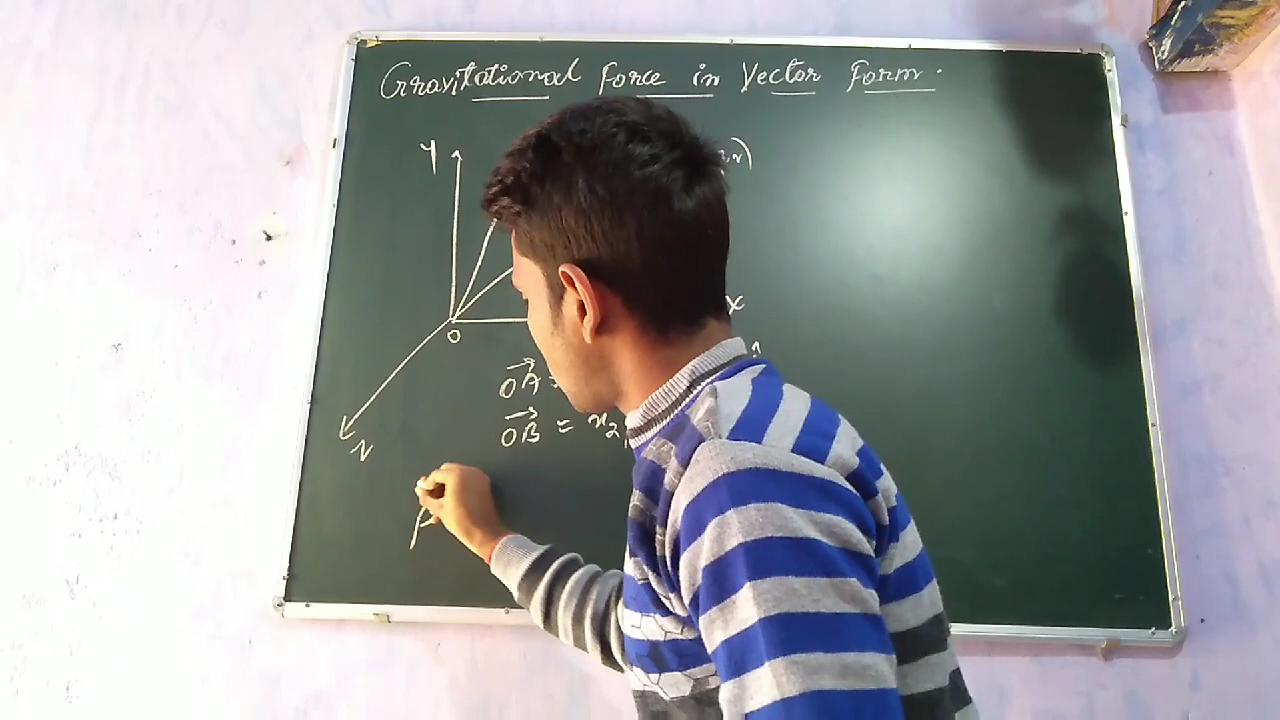 Gravitational Force in Vector Form.
Y
X
O
OA =
OB = x2